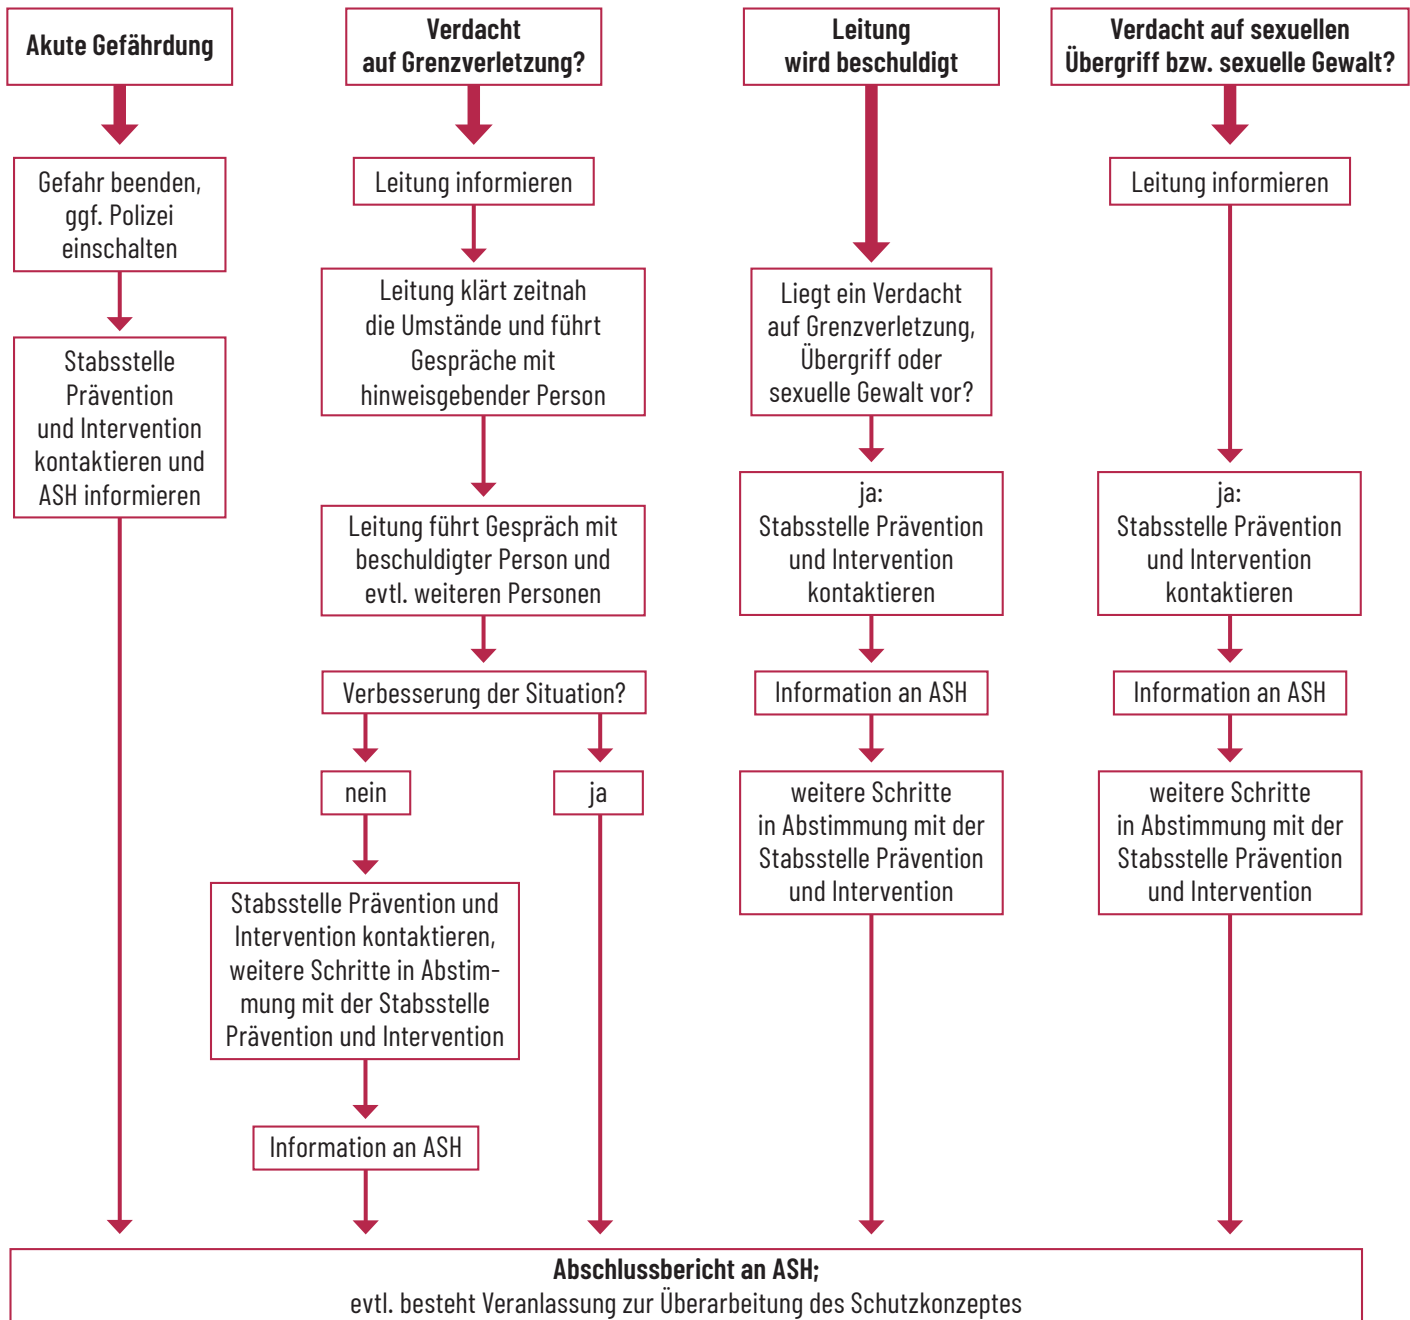 Akute Gefährdung
Gefahr beenden,
ggf. Polizei
einschalten
Stabsstelle
Prävention
und Intervention
kontaktieren und
ASH informieren
Verdacht
auf Grenzverletzung?
Leitung informieren
Leitung klärt zeitnah
die Umstände und führt
Gespräche mit
hinweisgebender Person
Leitung führt Gespräch mit
beschuldigter Person und
evtl. weiteren Personen
Verbesserung der Situation?
nein
ja
Stabsstelle Prävention und
Intervention kontaktieren,
weitere Schritte in Abstim-
mung mit der Stabsstelle
Prävention und Intervention
Information an ASH
Leitung
wird beschuldigt
Liegt ein Verdacht
auf Grenzverletzung,
Übergriff oder
sexuelle Gewalt vor?
ja:
Stabsstelle Prävention
und Intervention
kontaktieren
Information an ASH
weitere Schritte
in Abstimmung mit der
Stabsstelle Prävention
und Intervention
Verdacht auf sexuellen
Übergriff bzw. sexuelle Gewalt?
Leitung informieren
ja:
Stabsstelle Prävention
und Intervention
kontaktieren
Information an ASH
weitere Schritte
in Abstimmung mit der
Stabsstelle Prävention
und Intervention
Abschlussbericht an ASH;
evtl. besteht Veranlassung zur Überarbeitung des Schutzkonzeptes